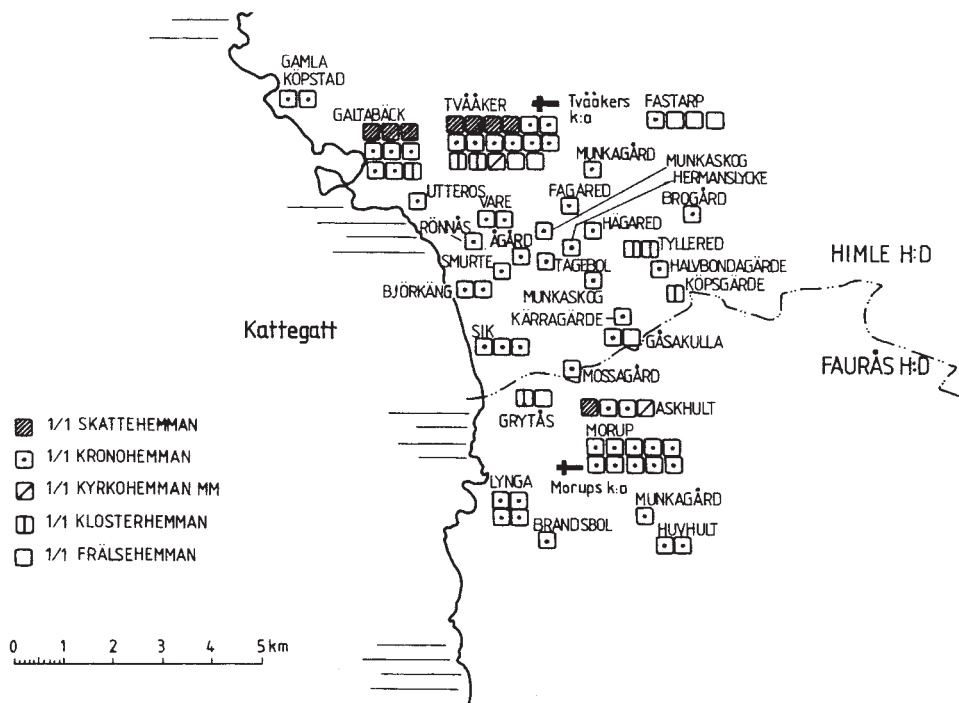 GAMLA
KÖPSTAD
GALTABÄCK
TVÅÅKER
Tvååkers
k:a
FASTARP
MUNKAGÅRD
MUNKASKOG
HERMANSLYCKE
UTTEROS
VARE
FAGARED
BROGÅRD
RÖNNÅS
ÅGÅRD
HÄGARED
TYLLERED
SMURTE
TÅGEBOL
HALVBONDAGÄRDE
HIMLE H:D
BJÖRKÄNG
MUNKASKOG
KÖPSGÄRDE
KÄRRAGÄRDE
Kattegatt
SIK
GÅSAKULLA
FAURÅS H:D
MOSSAGÅRD
GRYTÅS
ASKHULT
MORUP
Morups k:a
LYNGA
MUNKAGÅRD
BRANDSBOL
HUVHULT
1/1 SKATTEHEMMAN
1/1 KRONOHEMMAN
1/1 KYRKOHEMMAN MM
1/1 KLOSTERHEMMAN
1/1 FRÄLSEHEMMAN
0 1 2 3 4 5 km